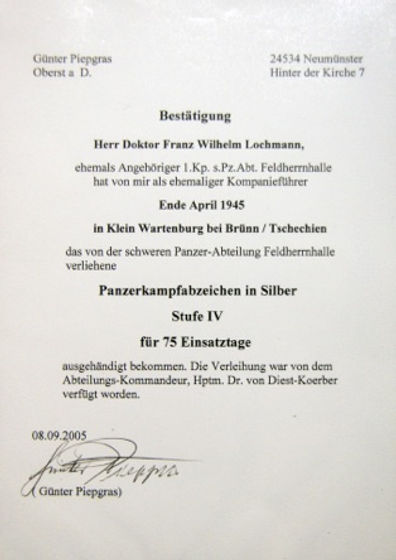 Günter Piepgras
Oberst a D.
24534 Neumünster
Hinter der Kirche 7
Bestätigung
Herr Doktor Franz Wilhelm Lochmann,
ehemals Angehöriger 1.Kp. s.Pz.Abt. Feldherrnhalle
hat von mir als ehemaliger Kompanieführer
Ende April 1945
in Klein Wartenburg bei Brünn / Tschechien
das von der schweren Panzer-Abteilung Feldherrnhalle
verliehene
Panzerkampfabzeichen in Silber
Stufe IV
für 75 Einsatztage
ausgehändigt bekommen. Die Verleihung war von dem
Abteilungs-Kommandeur, Hptm. Dr. von Diest-Koerber
verfügt worden.
08.09.2005
Günter Piepgras
( Günter Piepgras)